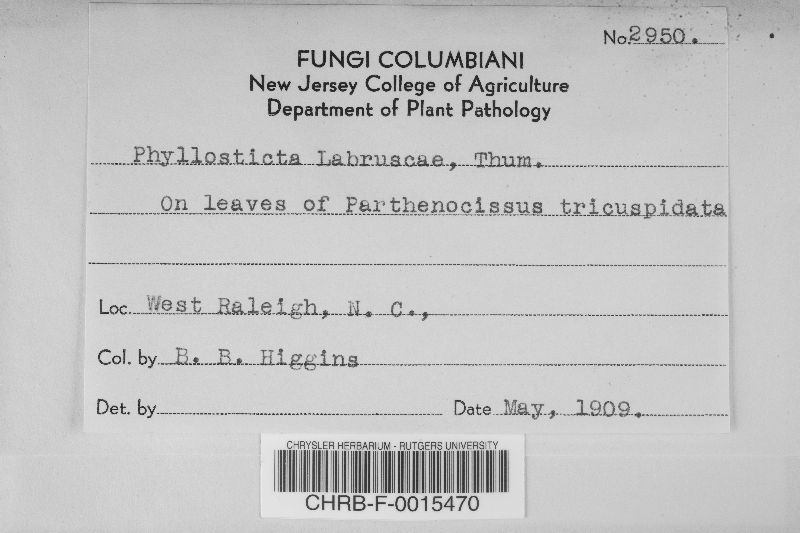 No. 2950.
FUNGI COLUMBIANI
New Jersey College of Agriculture
Department of Plant Pathology
Phyllosticta Labruscae, Thum.
On leaves of Parthenocissus tricuspidata
Loc. West Raleigh, N. C.,
Col. by B. B. Higgins
Det. by Date May, 1909.
CHRYSLER HERBARIUM - RUTGERS UNIVERSITY
CHRB-F-0015470